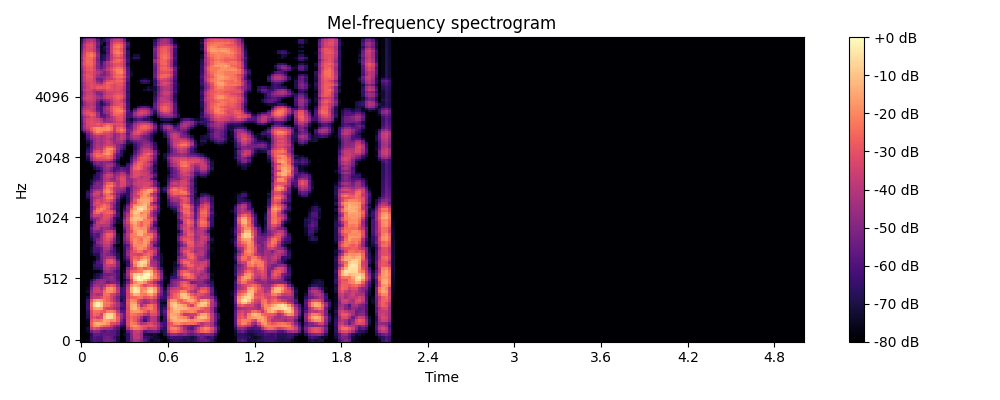 Mel-frequency spectrogram
+0 dB
-10 dB
-20 dB
-30 dB
-40 dB
-50 dB
-60 dB
-70 dB
-80 dB
4096
2048
1024
512
0
Hz
0 0.6 1.2 1.8 2.4 3 3.6 4.2 4.8
Time